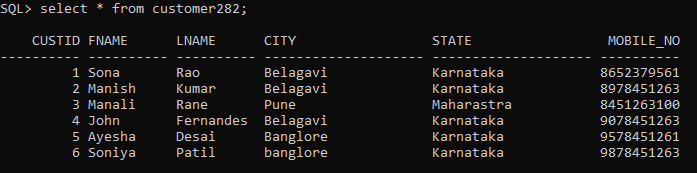 SQL> select * from customer282;
CUSTID FNAME LNAME CITY STATE MOBILE_NO
---------- ---------- ---------- --------------- --------------- ----------
1 Sona Rao Belagavi Karnataka 8652379561
2 Manish Kumar Belagavi Karnataka 8978451263
3 Manali Rane Pune Maharastra 8451263100
4 John Fernandes Belagavi Karnataka 9078451263
5 Ayesha Desai Banglore Karnataka 9578451261
6 Soniya Patil banglore Karnataka 9878451263